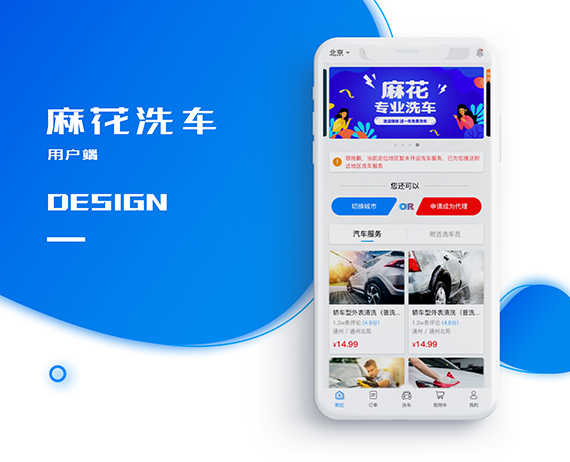 麻花洗车
用户端
DESIGN
北京
麻花
专业洗车
很抱歉，当前定位地区暂未开设洗车服务，已为您推送附
近地区洗车服务
您还可以
切换城市
OR
申请成为代理
汽车服务
附近洗车员
轿车型外表清洗（普洗...
轿车型外表清洗（普洗...
1.2w条评论 (4.8分)
1.2w条评论 (4.8分)
通州 / 通州北苑
通州 / 通州北苑
¥14.99
¥14.99
附近
订单
洗车
购物车
我的